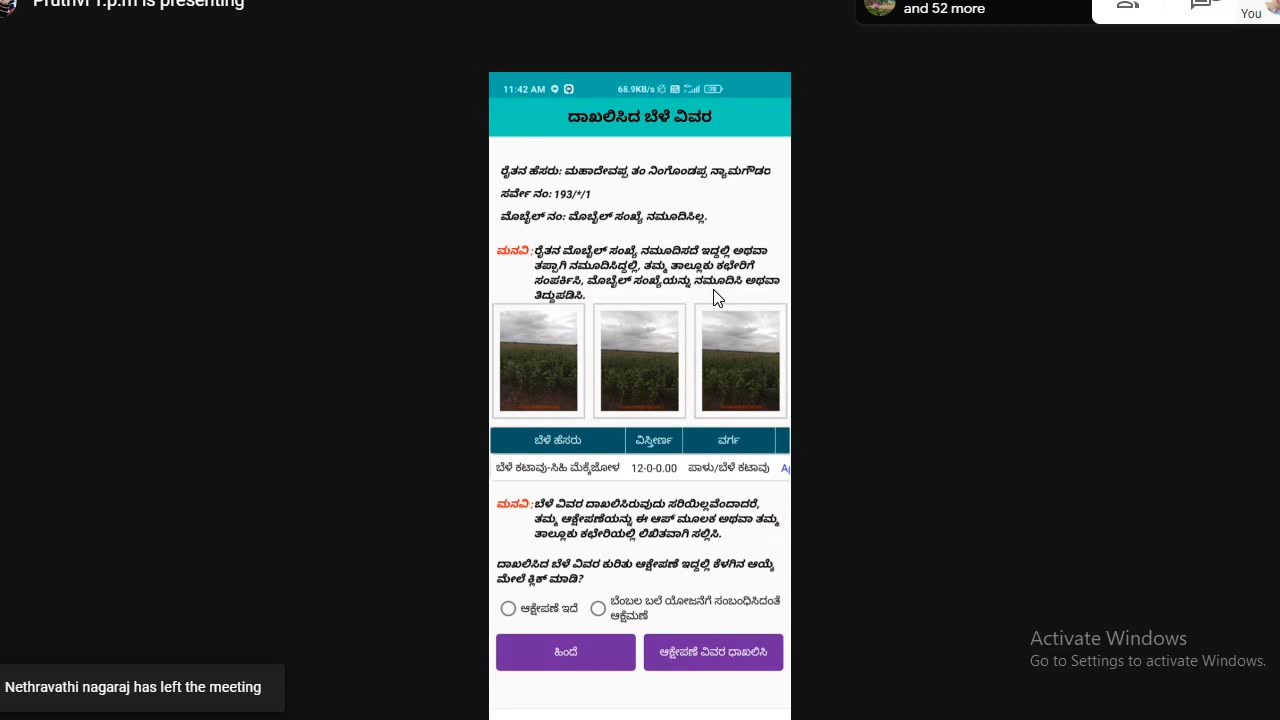 Pruthvi T.p.m is presenting
and 52 more
You
11:42 AM 68.9KB/s 78
ದಾಖಲಿಸಿದ ಬೆಳೆ ವಿವರ
ರೈತನ ಹೆಸರು: ಮಹಾದೇವಪ್ಪ ತಂ ನಿಂಗೊಂಡಪ್ಪ ನ್ಯಾಮಗೌಡರ
ಸರ್ವೇ ನಂ: 193/*/1
ಮೊಬೈಲ್ ನಂ: ಮೊಬೈಲ್ ಸಂಖ್ಯೆ ನಮೂದಿಸಿಲ್ಲ.
ಮನವಿ : ರೈತನ ಮೊಬೈಲ್ ಸಂಖ್ಯೆ ನಮೂದಿಸದೆ ಇದ್ದಲ್ಲಿ ಅಥವಾ
ತಪ್ಪಾಗಿ ನಮೂದಿಸಿದ್ದಲ್ಲಿ, ತಮ್ಮ ತಾಲ್ಲೂಕು ಕಛೇರಿಗೆ
ಸಂಪರ್ಕಿಸಿ, ಮೊಬೈಲ್ ಸಂಖ್ಯೆಯನ್ನು ನಮೂದಿಸಿ ಅಥವಾ
ತಿದ್ದುಪಡಿಸಿ.
ಬೆಳೆ ಹೆಸರು ವಿಸ್ತೀರ್ಣ ವರ್ಗ
ಬೆಳೆ ಕಟಾವು-ಸಿಹಿ ಮೆಕ್ಕೆಜೋಳ 12-0-0.00 ಪಾಳು/ಬೆಳೆ ಕಟಾವು
ಮನವಿ : ಬೆಳೆ ವಿವರ ದಾಖಲಿಸಿರುವುದು ಸರಿಯಿಲ್ಲವೆಂದಾದರೆ,
ತಮ್ಮ ಆಕ್ಷೇಪಣೆಯನ್ನು ಈ ಆಪ್ ಮೂಲಕ ಅಥವಾ ತಮ್ಮ
ತಾಲ್ಲೂಕು ಕಛೇರಿಯಲ್ಲಿ ಲಿಖಿತವಾಗಿ ಸಲ್ಲಿಸಿ.
ದಾಖಲಿಸಿದ ಬೆಳೆ ವಿವರ ಕುರಿತು ಆಕ್ಷೇಪಣೆ ಇದ್ದಲ್ಲಿ ಕೆಳಗಿನ ಆಯ್ಕೆ
ಮೇಲೆ ಕ್ಲಿಕ್ ಮಾಡಿ?
ಆಕ್ಷೇಪಣೆ ಇದೆ
ಬೆಂಬಲ ಬಲೆ ಯೋಜನೆಗೆ ಸಂಬಂಧಿಸಿದಂತೆ
ಆಕ್ಷೆಮಣೆ
ಹಿಂದೆ ಆಕ್ಷೇಪಣೆ ವಿವರ ಧಾಖಲಿಸಿ
Activate Windows
Go to Settings to activate Windows.
Nethravathi nagaraj has left the meeting